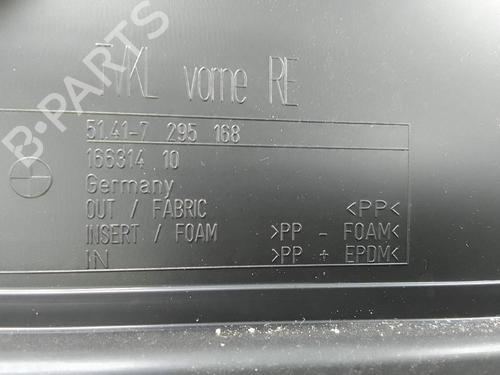 TVKL vorne RE
51.41-7 295 168
166314 10
Germany
OUT / FABRIC >PP<
INSERT / FOAM >PP - FOAM<
IN >PP + EPDM<
B-PARTS